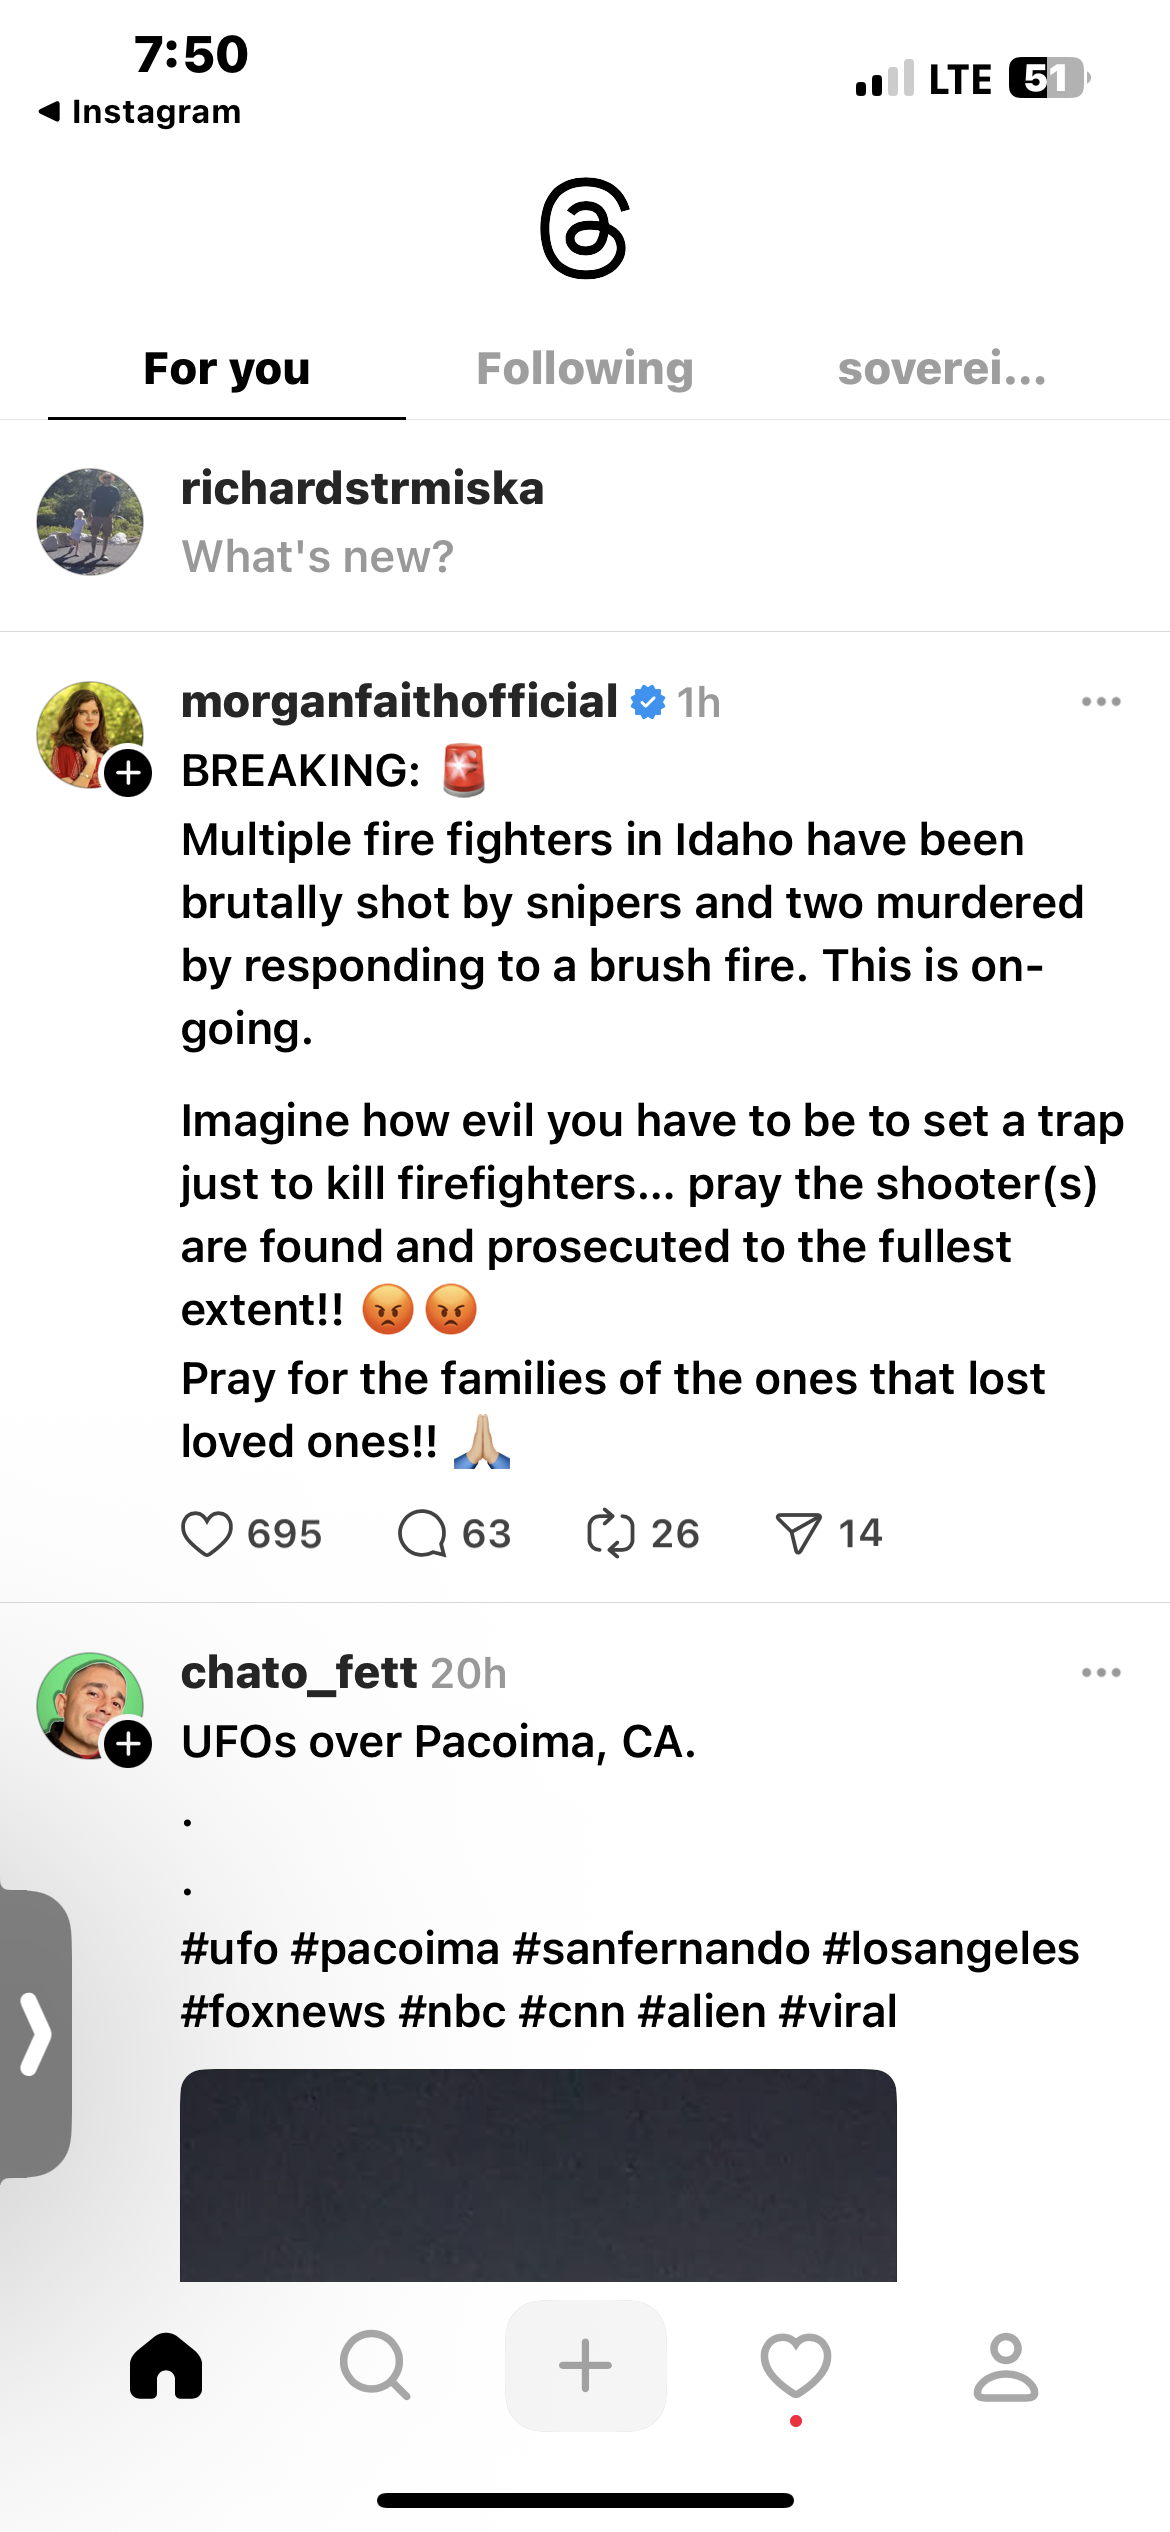 7:50
LTE 51
◀ Instagram
For you Following soverei...
richardstrmiska
What's new?
morganfaithofficial 1h
BREAKING: 🚨
Multiple fire fighters in Idaho have been
brutally shot by snipers and two murdered
by responding to a brush fire. This is on-
going.
Imagine how evil you have to be to set a trap
just to kill firefighters... pray the shooter(s)
are found and prosecuted to the fullest
extent!! 😡😡
Pray for the families of the ones that lost
loved ones!! 🙏🏼
695 63 26 14
chato_fett 20h
UFOs over Pacoima, CA.
.
.
#ufo #pacoima #sanfernando #losangeles
#foxnews #nbc #cnn #alien #viral